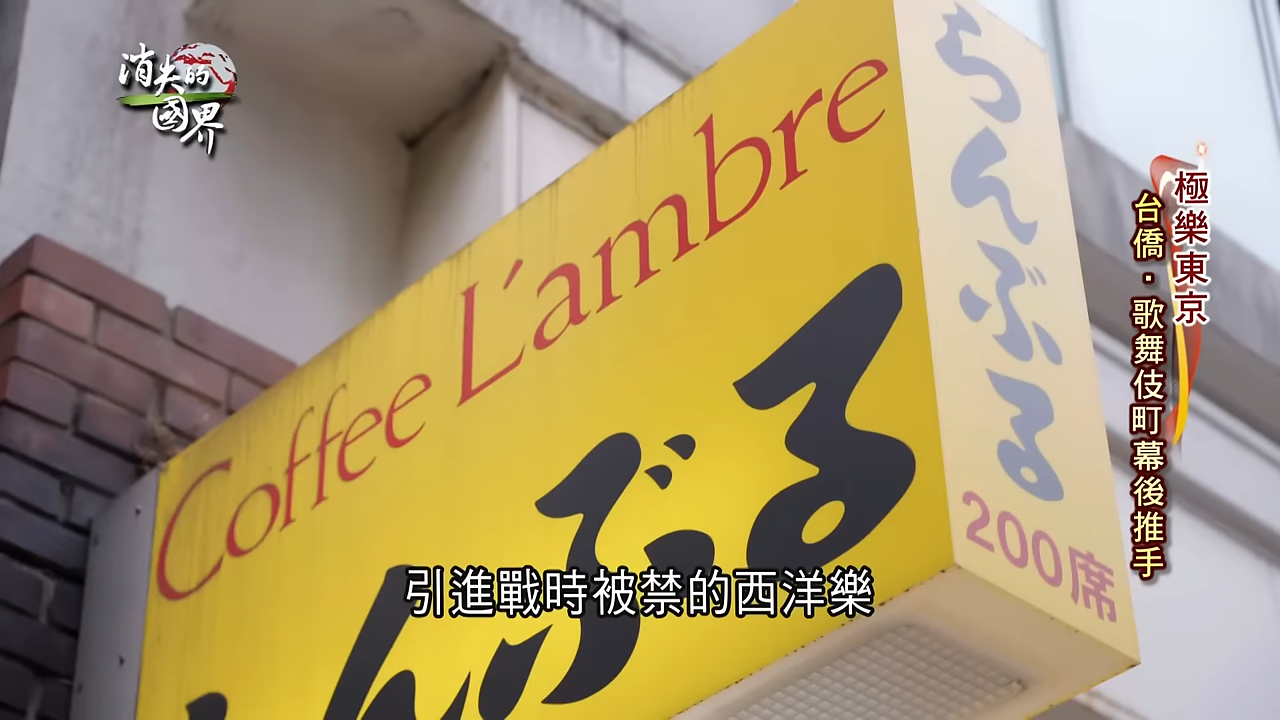 消失的
國界
極樂東京
台僑·歌舞伎町幕後推手
Coffee L'ambre
らんぶる
らんぶる
200席
引進戰時被禁的西洋樂